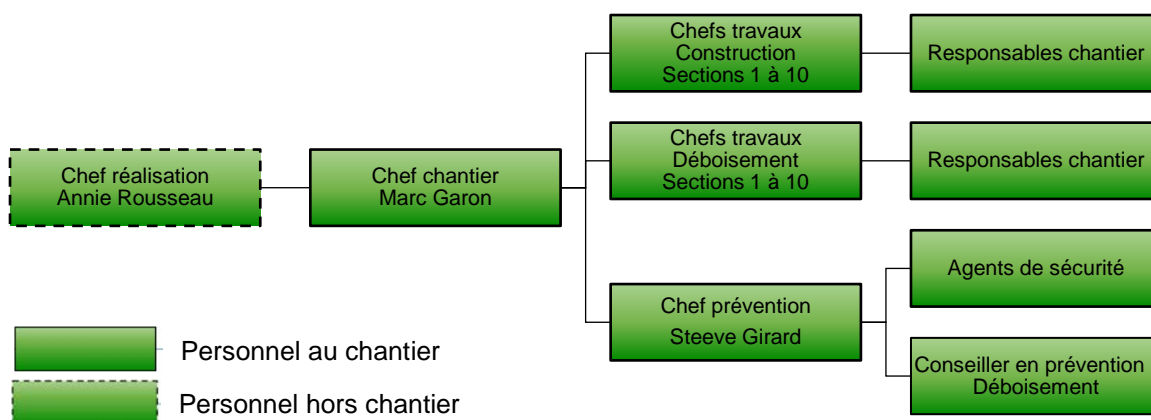 Chef réalisation
Annie Rousseau
Chef chantier
Marc Garon
Chefs travaux
Construction
Sections 1 à 10
Responsables chantier
Chefs travaux
Déboisement
Sections 1 à 10
Responsables chantier
Chef prévention
Steeve Girard
Agents de sécurité
Conseiller en prévention
Déboisement
Personnel au chantier
Personnel hors chantier